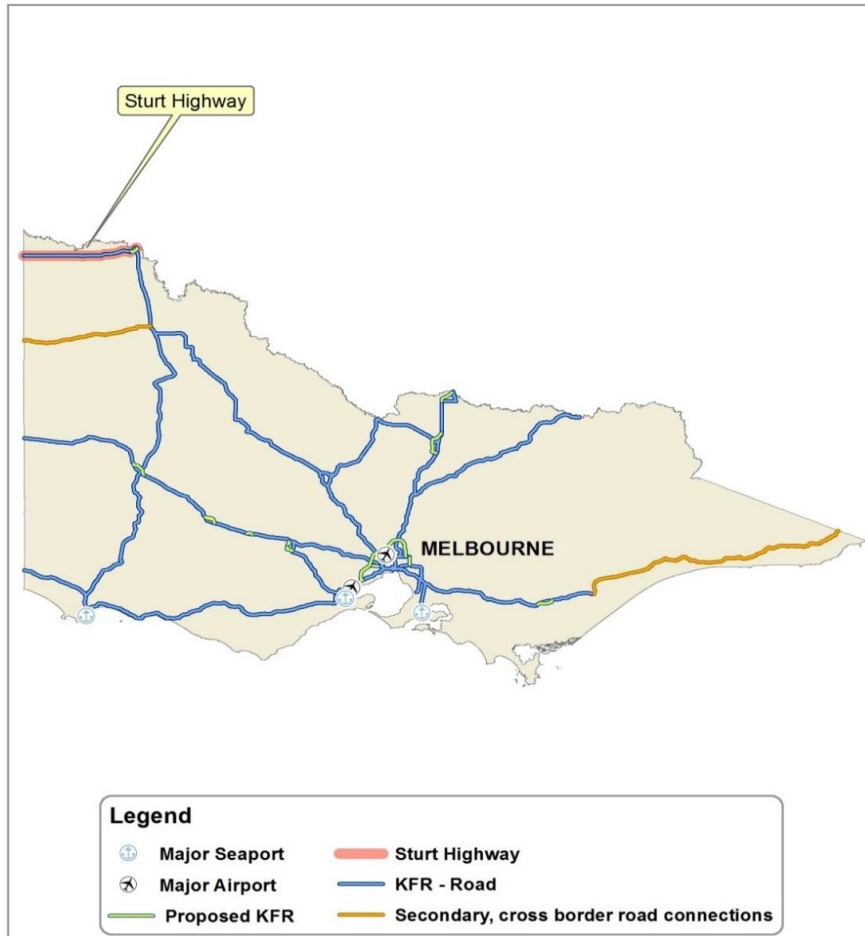 Sturt Highway
MELBOURNE
Legend
Major Seaport
Sturt Highway
Major Airport
KFR - Road
Proposed KFR
Secondary, cross border road connections